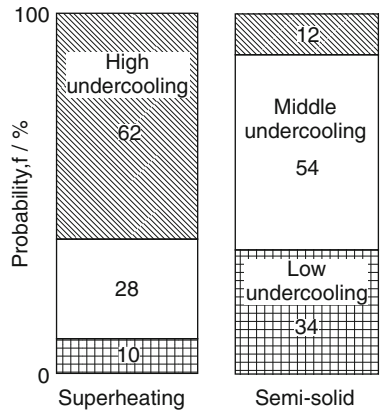 100
Probability,f / %
0
High
undercooling
62
28
10
Superheating
12
Middle
undercooling
54
Low
undercooling
34
Semi-solid